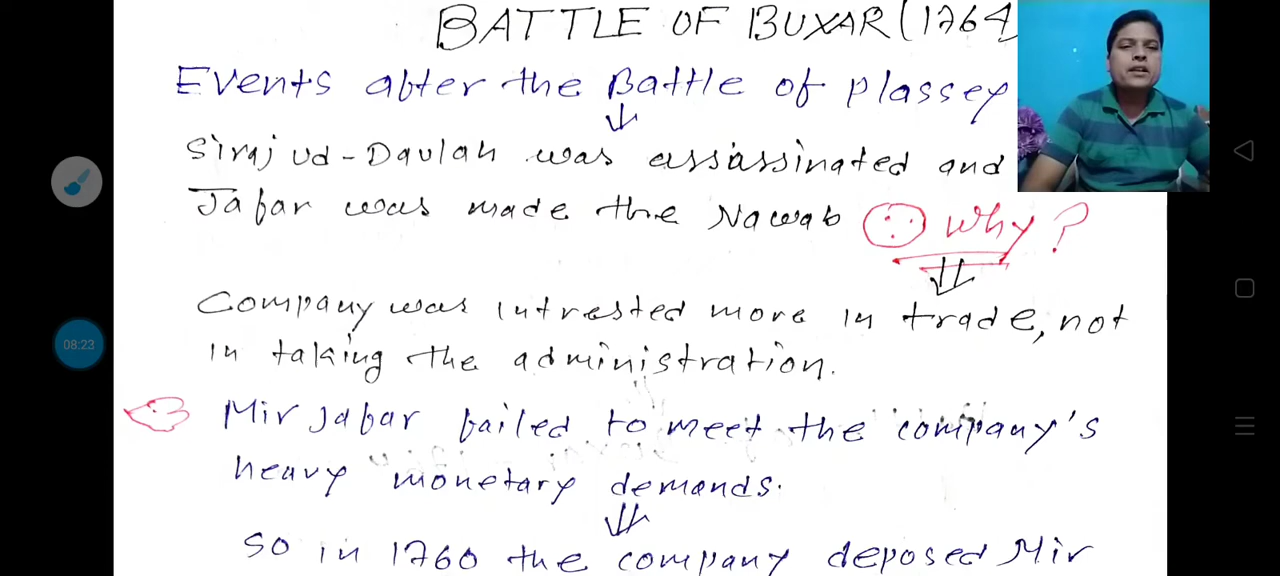 BATTLE OF BUXAR (1764)
Events after the Battle of plassey
Siraj ud-Daulah was assassinated and
Jafar was made the Nawab Why?
Company was intrested more in trade, not
in taking the administration.
Mir Jafar failed to meet the company's
heavy monetary demands.
So in 1760 the company deposed Mir
08:23